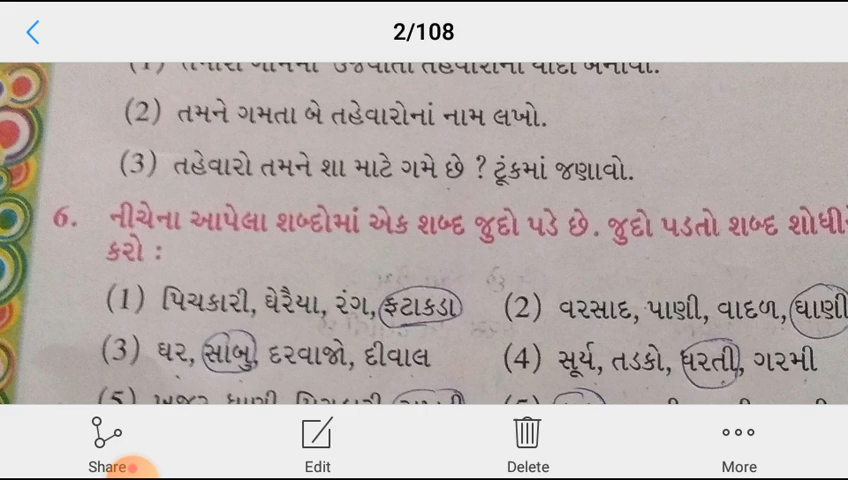 2/108
(2) તમને ગમતા બે તહેવારોનાં નામ લખો.
(3) તહેવારો તમને શા માટે ગમે છે ? ટૂંકમાં જણાવો.
6. નીચેના આપેલા શબ્દોમાં એક શબ્દ જુદો પડે છે. જુદો પડતો શબ્દ
કરો :
(1) પિચકારી, ઘેરૈયા, રંગ, ફટાકડા (2) વરસાદ, પાણી, વાદળ, ધાણી
(3) ઘર, સાબુ, દરવાજો, દીવાલ (4) સૂર્ય, તડકો, ધરતી, ગરમી
Share Edit Delete More